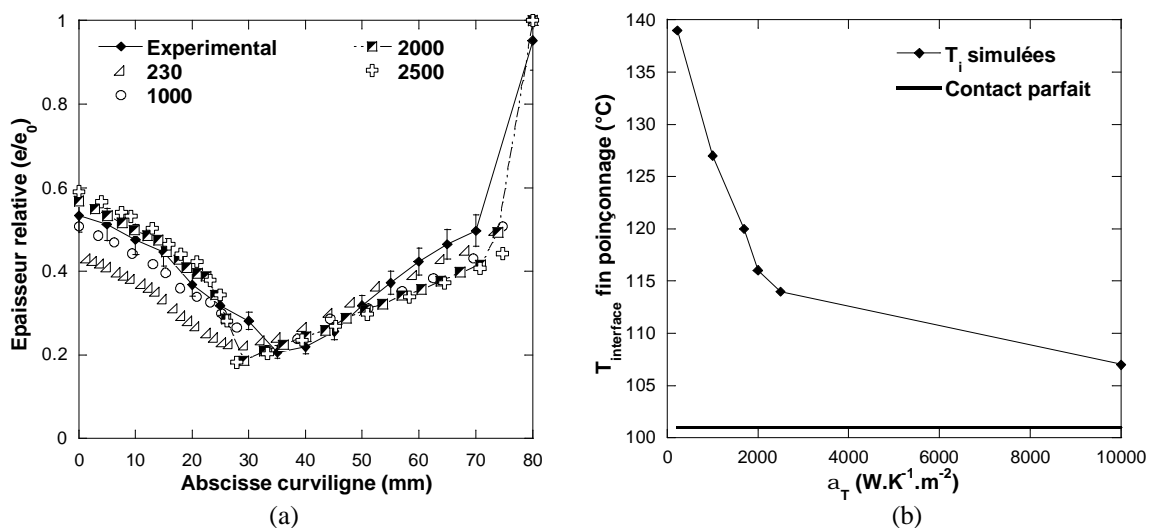 Experimental
230
1000
2000
2500
1
0.8
0.6
0.4
0.2
0
0 10 20 30 40 50 60 70 80
Epaisseur relative (e/e0)
Abscisse curviligne (mm)
(a)
Ti simulées
Contact parfait
140
135
130
125
120
115
110
105
100
0 2000 4000 6000 8000 10000
Tinterface fin poinçonnage (°C)
aT (W.K-1.m-2)
(b)